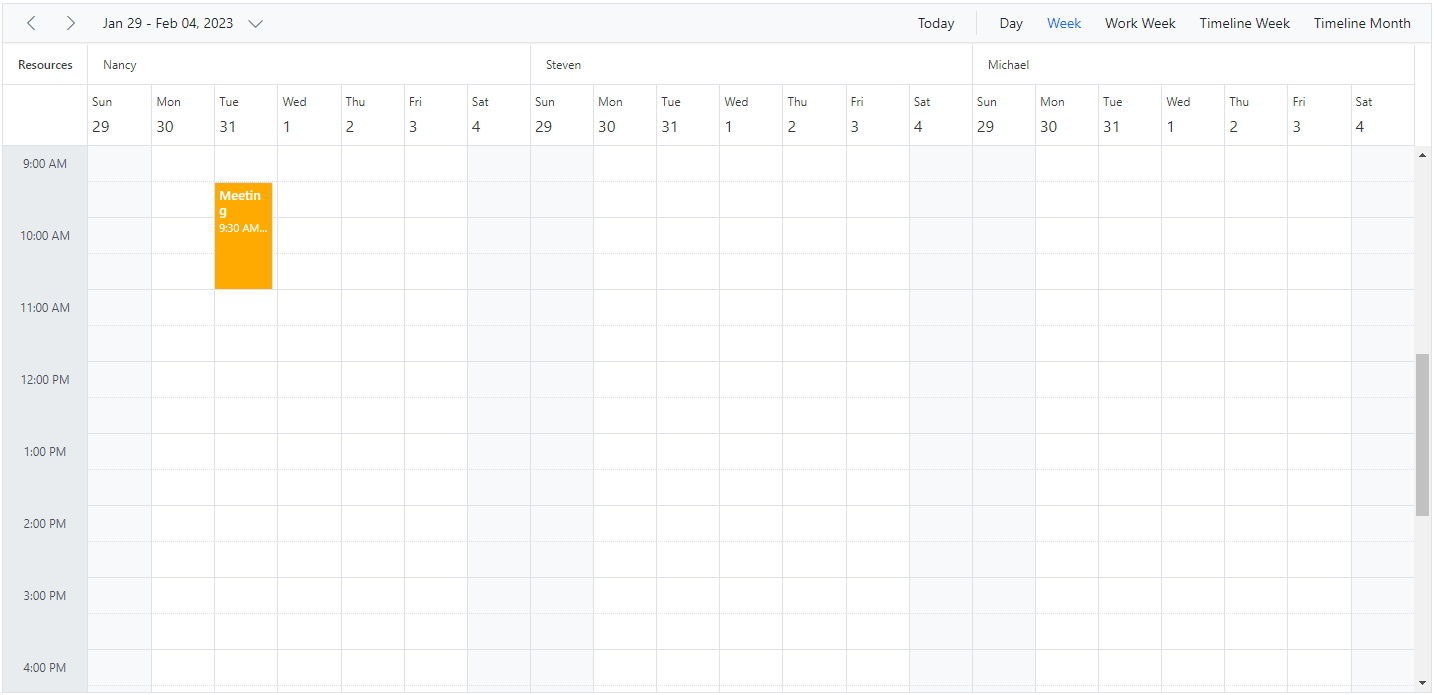 Jan 29 - Feb 04, 2023 Today Day Week Work Week Timeline Week Timeline Month
Resources Nancy Steven Michael
Sun Mon Tue Wed Thu Fri Sat Sun Mon Tue Wed Thu Fri Sat Sun Mon Tue Wed Thu Fri Sat
29 30 31 1 2 3 4 29 30 31 1 2 3 4 29 30 31 1 2 3 4
9:00 AM
Meetin
g
9:30 AM...
10:00 AM
11:00 AM
12:00 PM
1:00 PM
2:00 PM
3:00 PM
4:00 PM